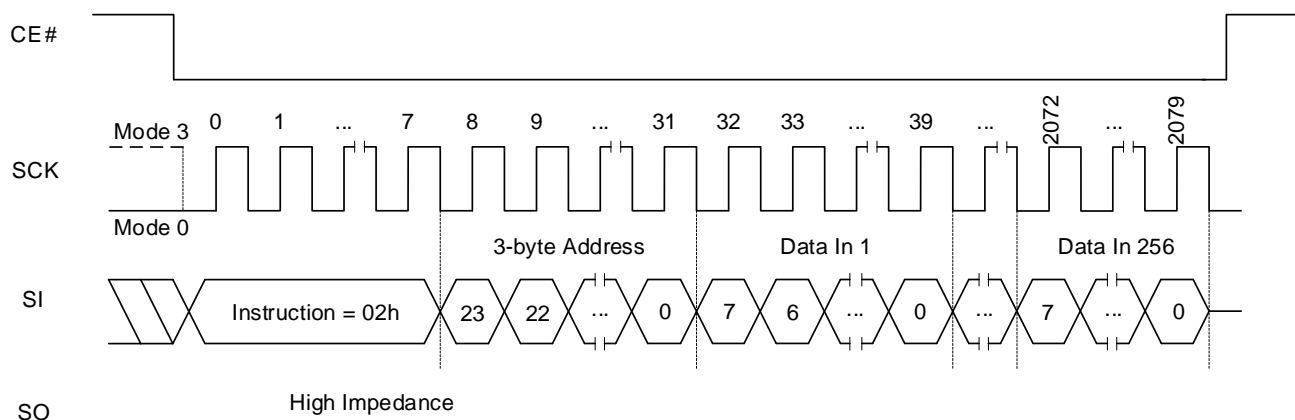 CE#
Mode 3 0 1 ... 7 8 9 ... 31 32 33 ... 39 ... 2072 ... 2079
SCK
Mode 0
3-byte Address Data In 1 Data In 256
SI Instruction = 02h 23 22 ... 0 7 6 ... 0 ... 7 ... 0
High Impedance
SO